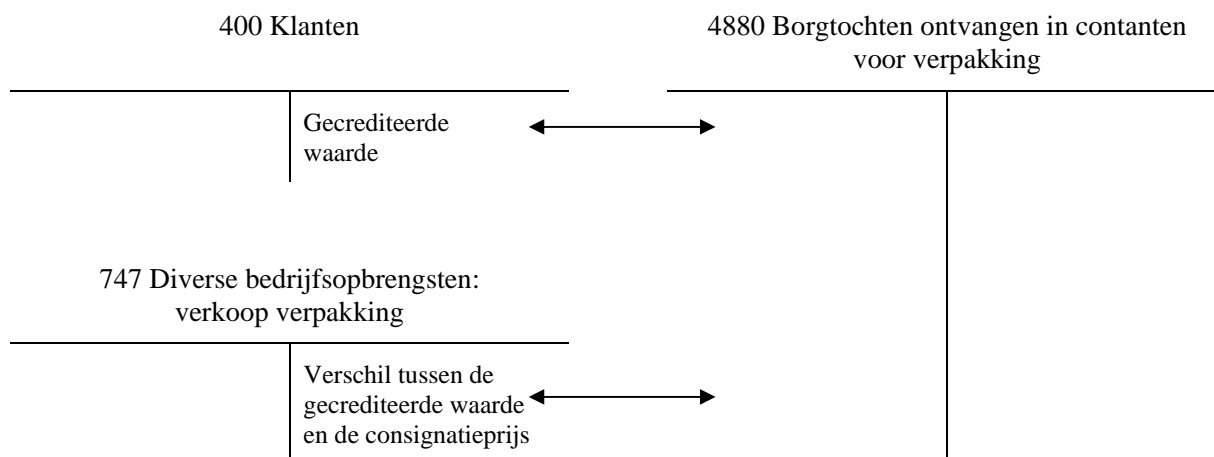 400 Klanten
4880 Borgtochten ontvangen in contanten
voor verpakking
Gecrediteerde
waarde
747 Diverse bedrijfsopbrengsten:
verkoop verpakking
Verschil tussen de
gecrediteerde waarde
en de consignatieprijs